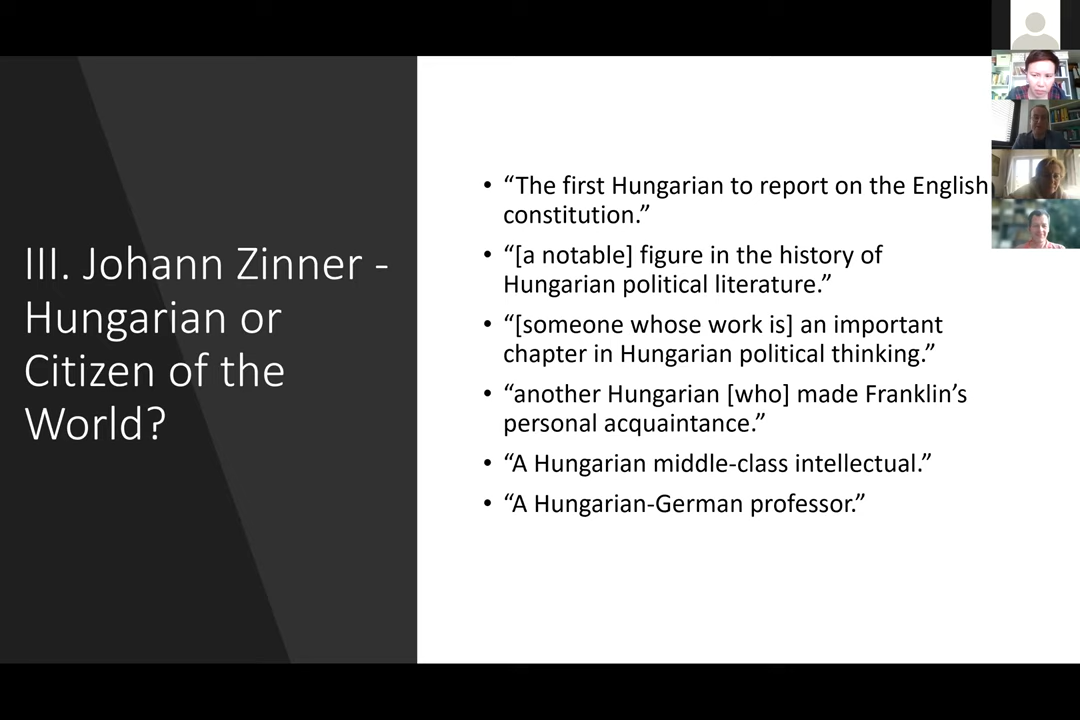 III. Johann Zinner -
Hungarian or
Citizen of the
World?
• “The first Hungarian to report on the English
constitution.”
• “[a notable] figure in the history of
Hungarian political literature.”
• “[someone whose work is] an important
chapter in Hungarian political thinking.”
• “another Hungarian [who] made Franklin’s
personal acquaintance.”
• “A Hungarian middle-class intellectual.”
• “A Hungarian-German professor.”